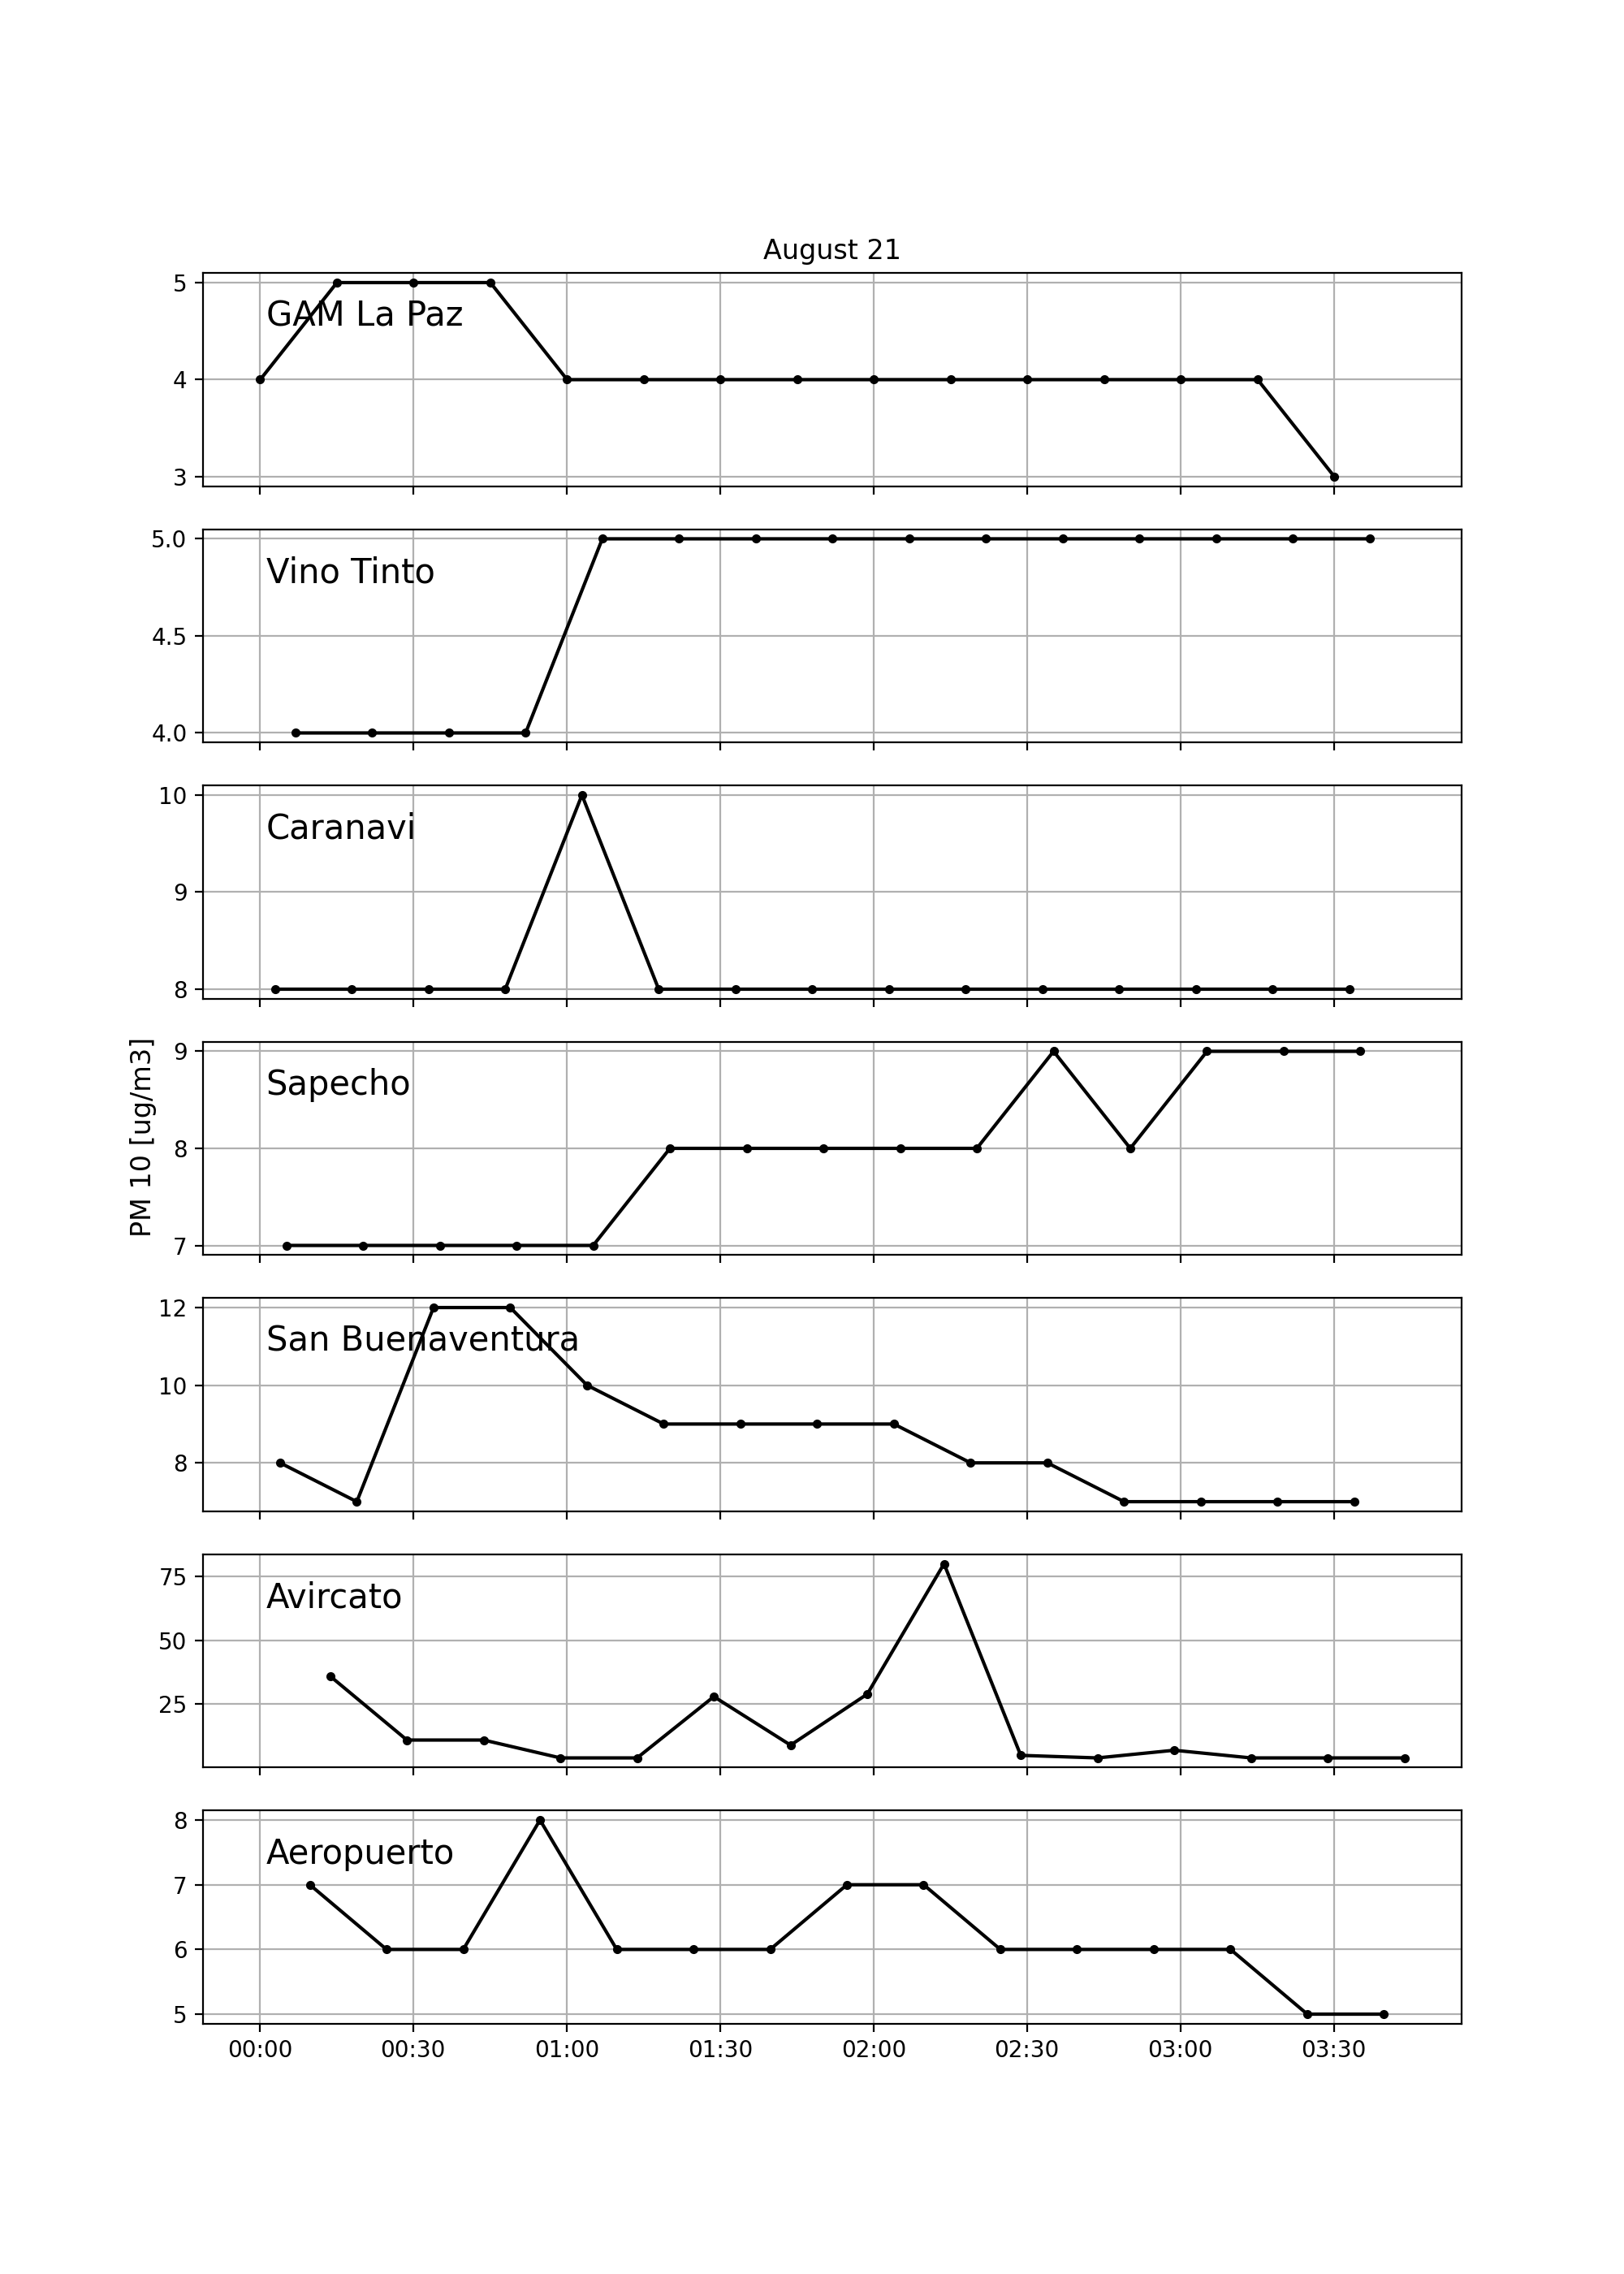 August 21
5
GAM La Paz
4
3
5.0
Vino Tinto
4.5
4.0
10
Caranavi
9
8
PM 10 [ug/m3]
9
Sapecho
8
7
12
San Buenaventura
10
8
75
Avircato
50
25
8
Aeropuerto
7
6
5
00:00 00:30 01:00 01:30 02:00 02:30 03:00 03:30